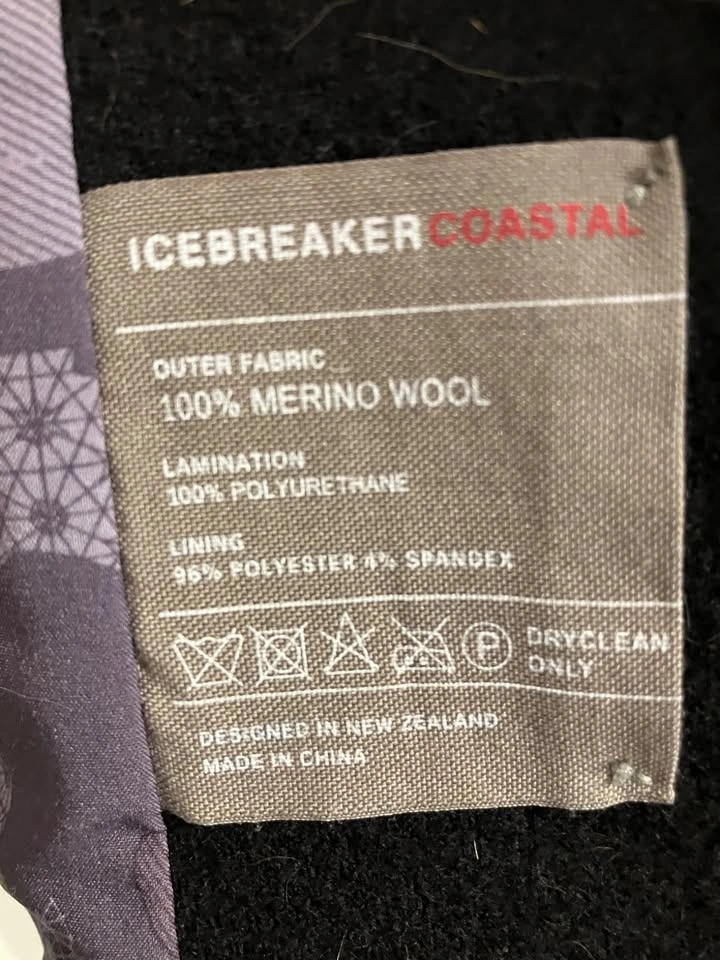 ICEBREAKER COASTAL
OUTER FABRIC
100% MERINO WOOL
LAMINATION
100% POLYURETHANE
LINING
96% POLYESTER 4% SPANDEX
P DRYCLEAN
ONLY
DESIGNED IN NEW ZEALAND
MADE IN CHINA